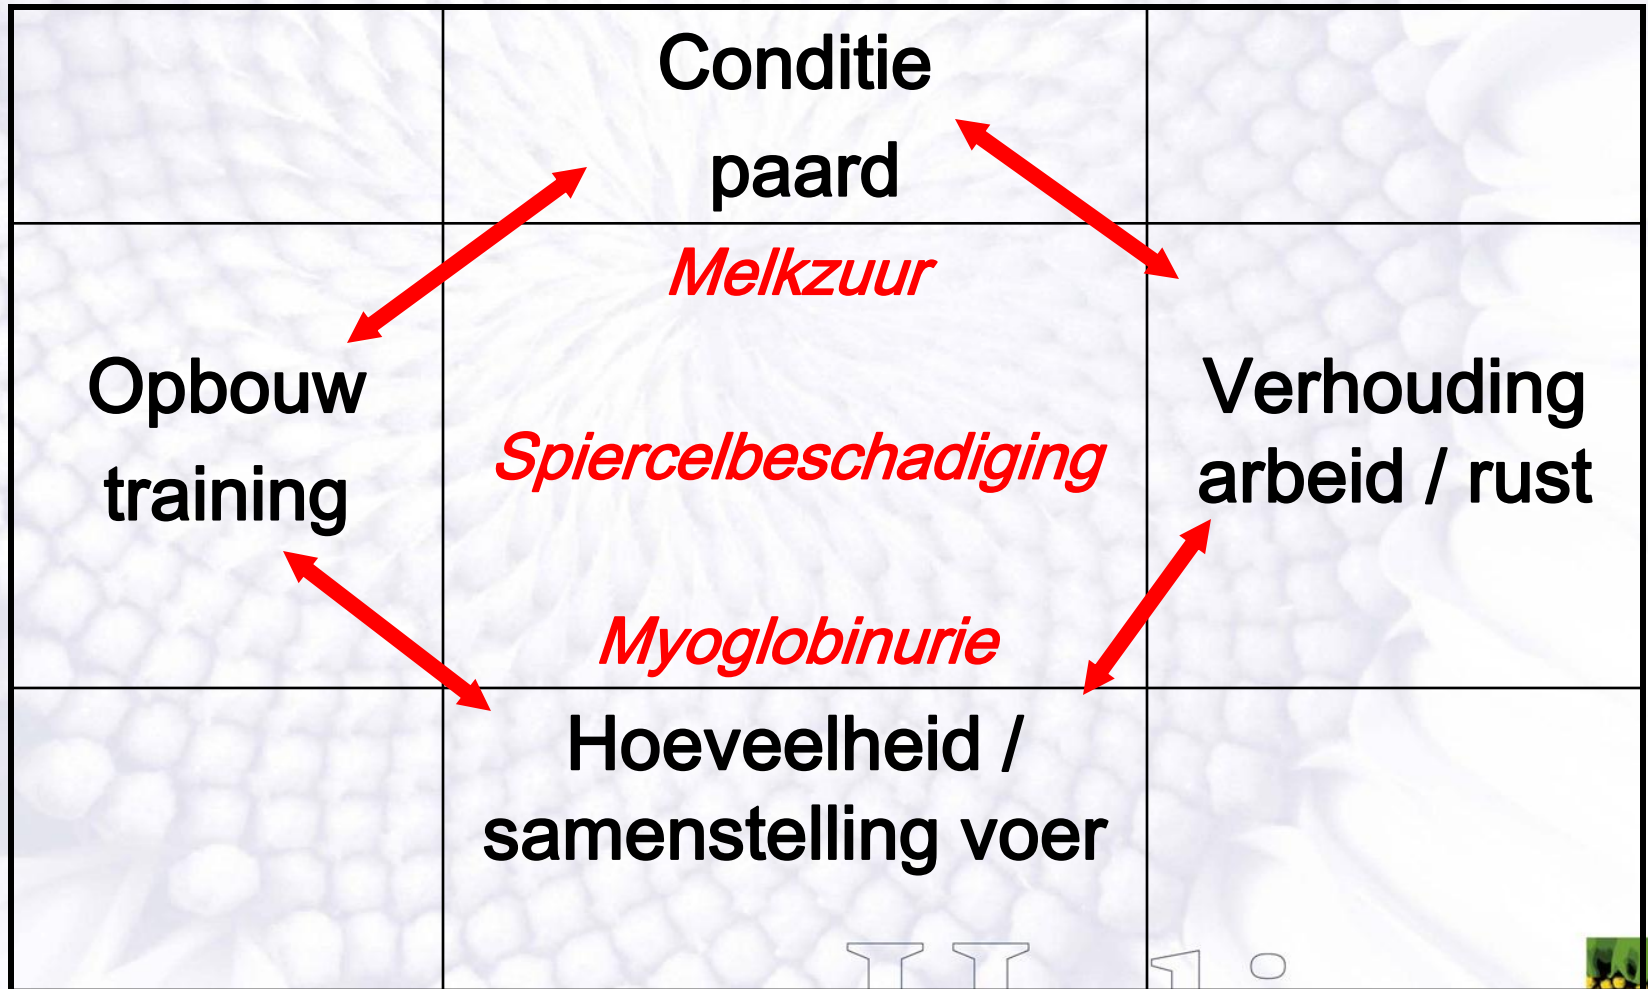 Conditie
paard
Melkzuur
Opbouw
training
Spiercelbeschadiging
Verhouding
arbeid / rust
Myoglobinurie
Hoeveelheid /
samenstelling voer